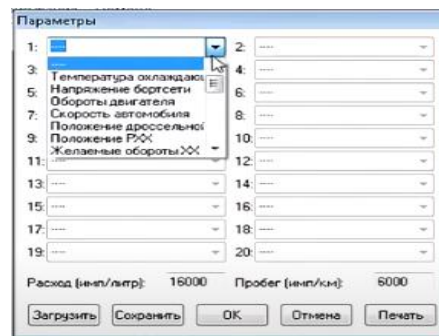 Параметры
1: ---- 2: ----
----
3: Температура охлаждаю 4: ----
5: Напряжение бортсети 6: ----
Обороты двигателя
7: Скорость автомобиля 8: ----
Положение дроссельно
9: Положение РХХ 10: ----
Желаемые обороты ХХ
11: ---- 12: ----
13: ---- 14: ----
15: ---- 16: ----
17: ---- 18: ----
19: ---- 20: ----
Расход (имп/литр): 16000 Пробег (имп/км): 6000
Загрузить Сохранить OK Отмена Печать